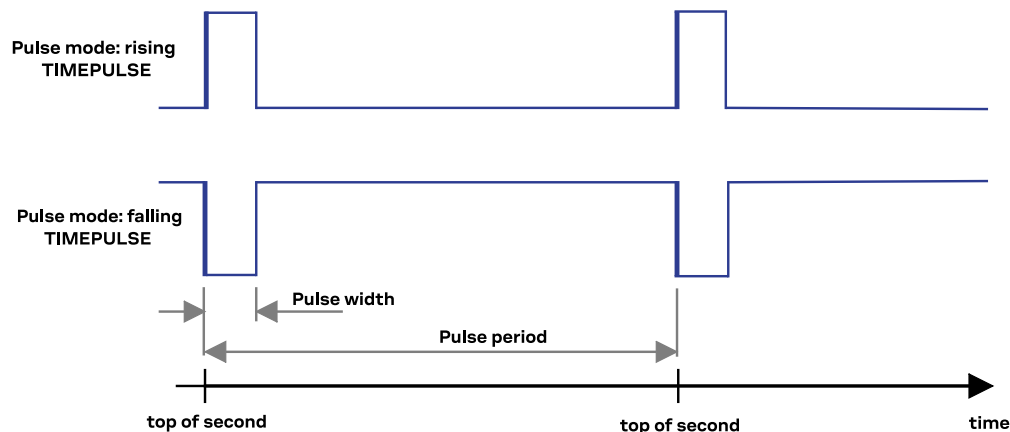 Pulse mode: rising
TIMEPULSE
Pulse mode: falling
TIMEPULSE
Pulse width
Pulse period
top of second
top of second
time